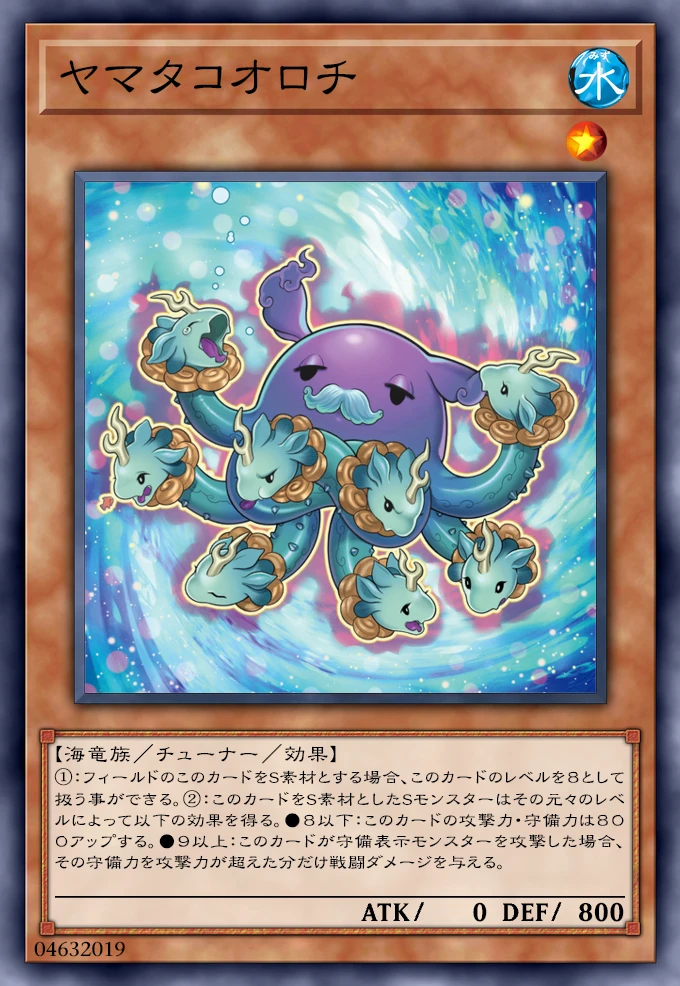 ヤマタコオロチ
みず
水
【海竜族／チューナー／効果】
①：フィールドのこのカードをS素材とする場合、このカードのレベルを８として
扱う事ができる。②：このカードをS素材としたSモンスターはその元々のレベ
ルによって以下の効果を得る。●８以下：このカードの攻撃力・守備力は８０
０アップする。●９以上：このカードが守備表示モンスターを攻撃した場合、
その守備力を攻撃力が超えた分だけ戦闘ダメージを与える。
ATK/ 0 DEF/ 800
04632019